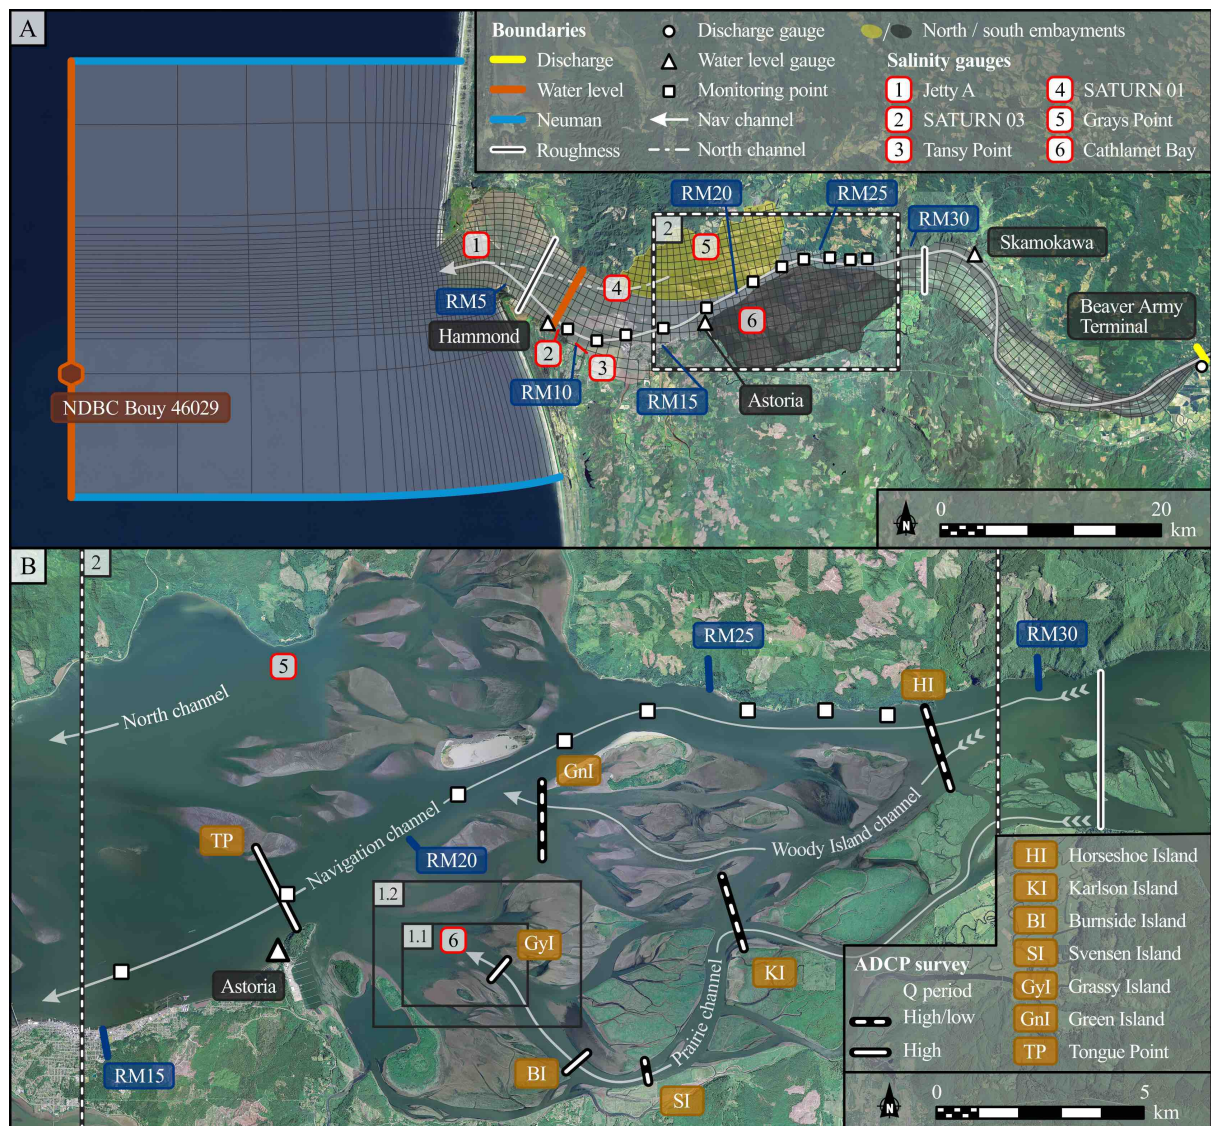 A
Boundaries
Discharge
Water level
Neuman
Roughness
Discharge gauge
Water level gauge
Monitoring point
Nav channel
North channel
/ North / south embayments
Salinity gauges
1 Jetty A
2 SATURN 03
3 Tansy Point
4 SATURN 01
5 Grays Point
6 Cathlamet Bay
RM20
RM25
RM30
2
1
5
Skamokawa
RM5
4
Hammond
6
Beaver Army
Terminal
2
3
RM10
RM15
Astoria
NDBC Bouy 46029
N
0 20
km
B
2
RM25
RM30
5
HI
North channel
GnI
TP
Navigation channel
RM20
Woody Island channel
1.2
1.1
6
GyI
KI
Astoria
Prairie channel
RM15
BI
SI
HI Horseshoe Island
KI Karlson Island
BI Burnside Island
SI Svensen Island
GyI Grassy Island
GnI Green Island
TP Tongue Point
ADCP survey
Q period
High/low
High
N
0 5
km